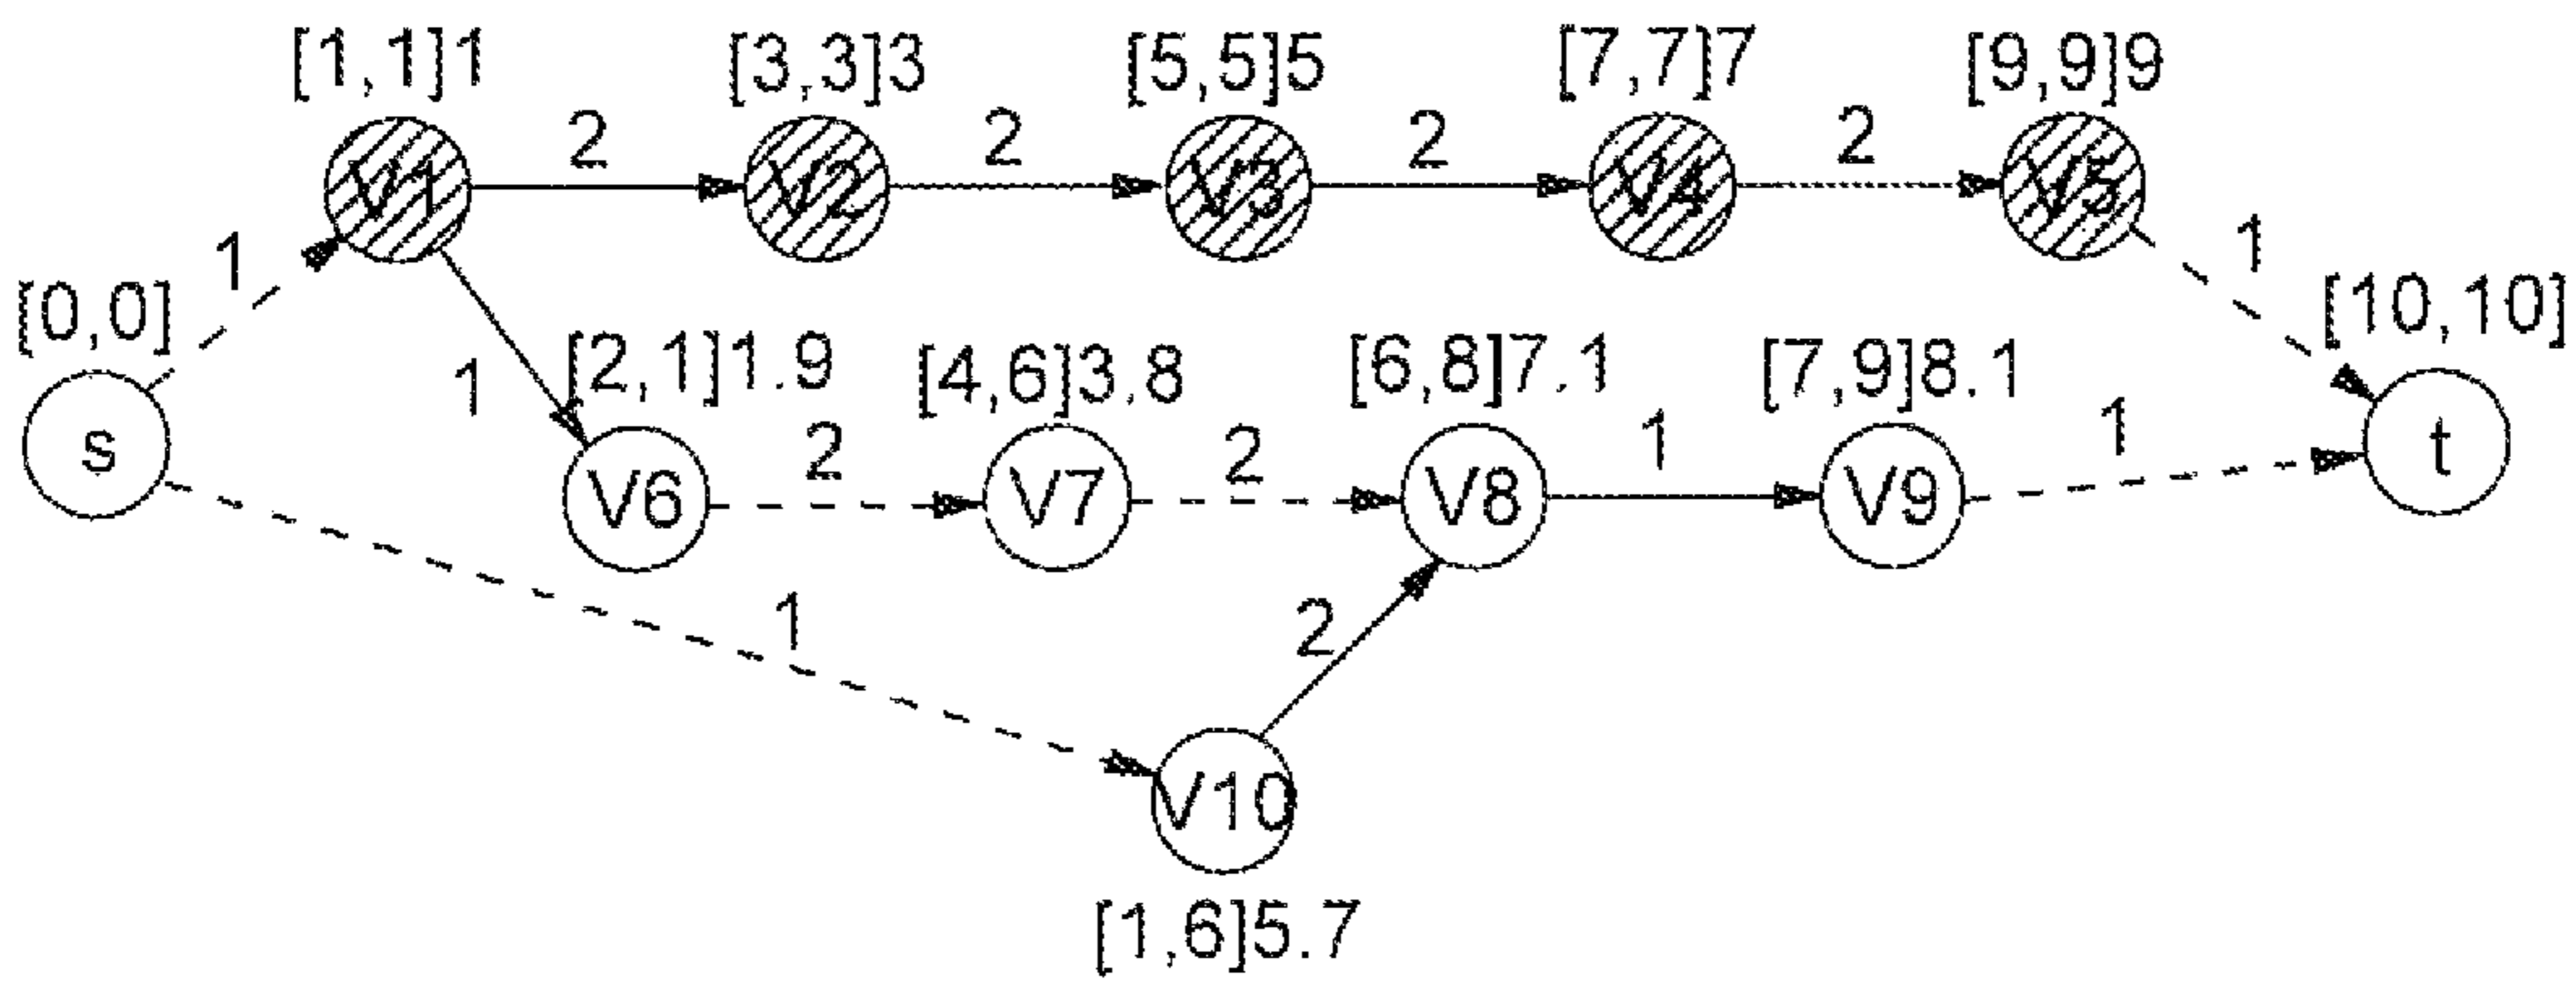 [1,1]1 [3,3]3 [5,5]5 [7,7]7 [9,9]9
2 2 2 2
V1 V2 V3 V4 V5
1 1
[0,0] [10,10]
1 [2,1]1.9 [4,6]3.8 [6,8]7.1 [7,9]8.1
2 2 1 1
s V6 V7 V8 V9 t
1 2
V10
[1,6]5.7